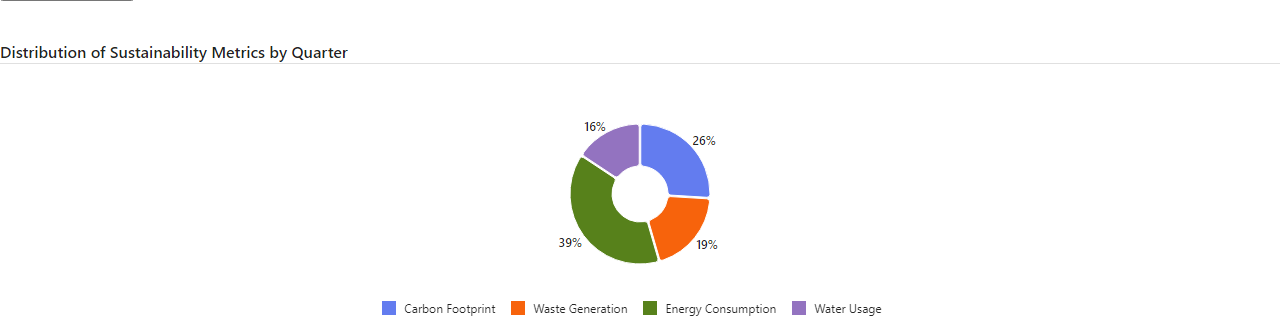 Distribution of Sustainability Metrics by Quarter
16%
26%
39%
19%
Carbon Footprint
Waste Generation
Energy Consumption
Water Usage